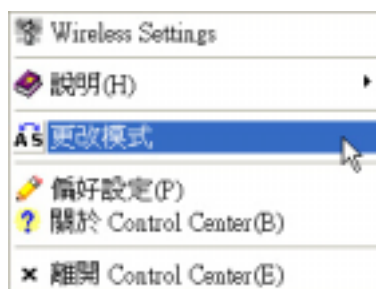 Wireless Settings
說明(H)
更改模式
偏好設定(P)
關於 Control Center(B)
離開 Control Center(E)